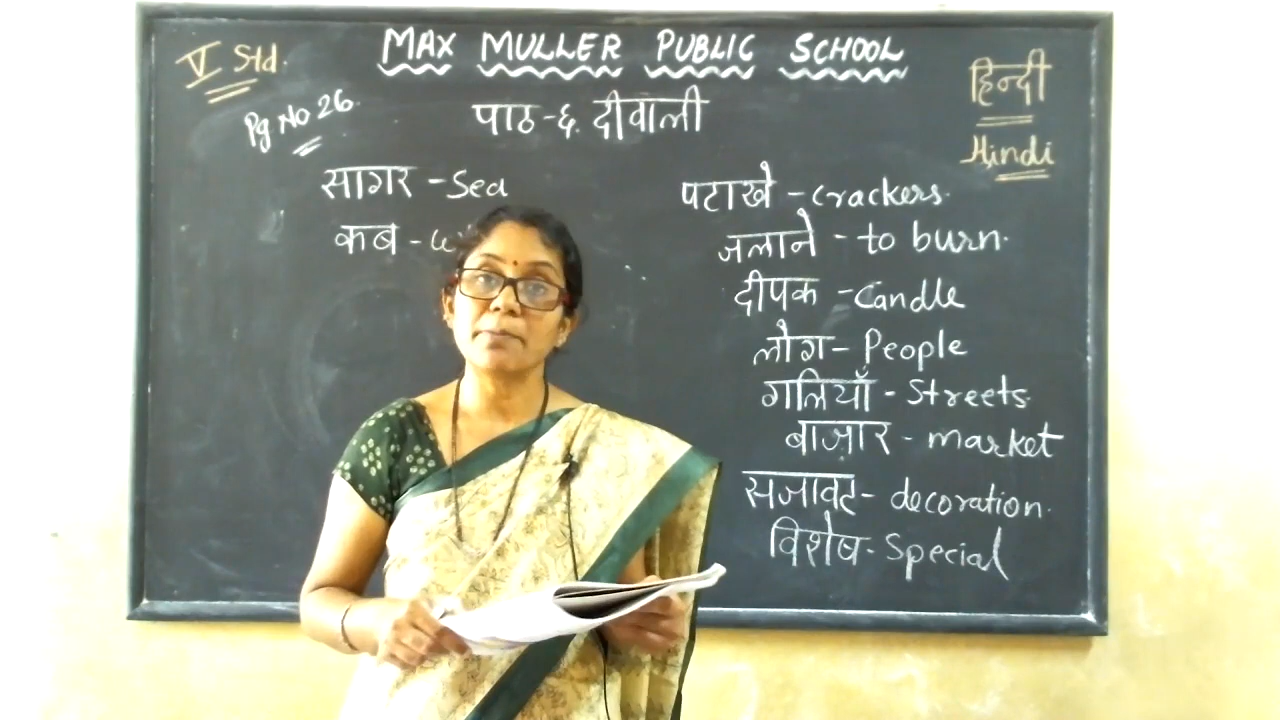 V Std.
MAX MULLER PUBLIC SCHOOL
हिन्दी
Pg No 26.
पाठ-६. दीवाली
Hindi
सागर - Sea
कब -
पटाखे - crackers.
जलाने - to burn.
दीपक - Candle
लोग - People
गलियाँ - Streets.
बाज़ार - market
सजावट - decoration.
विशेष - Special